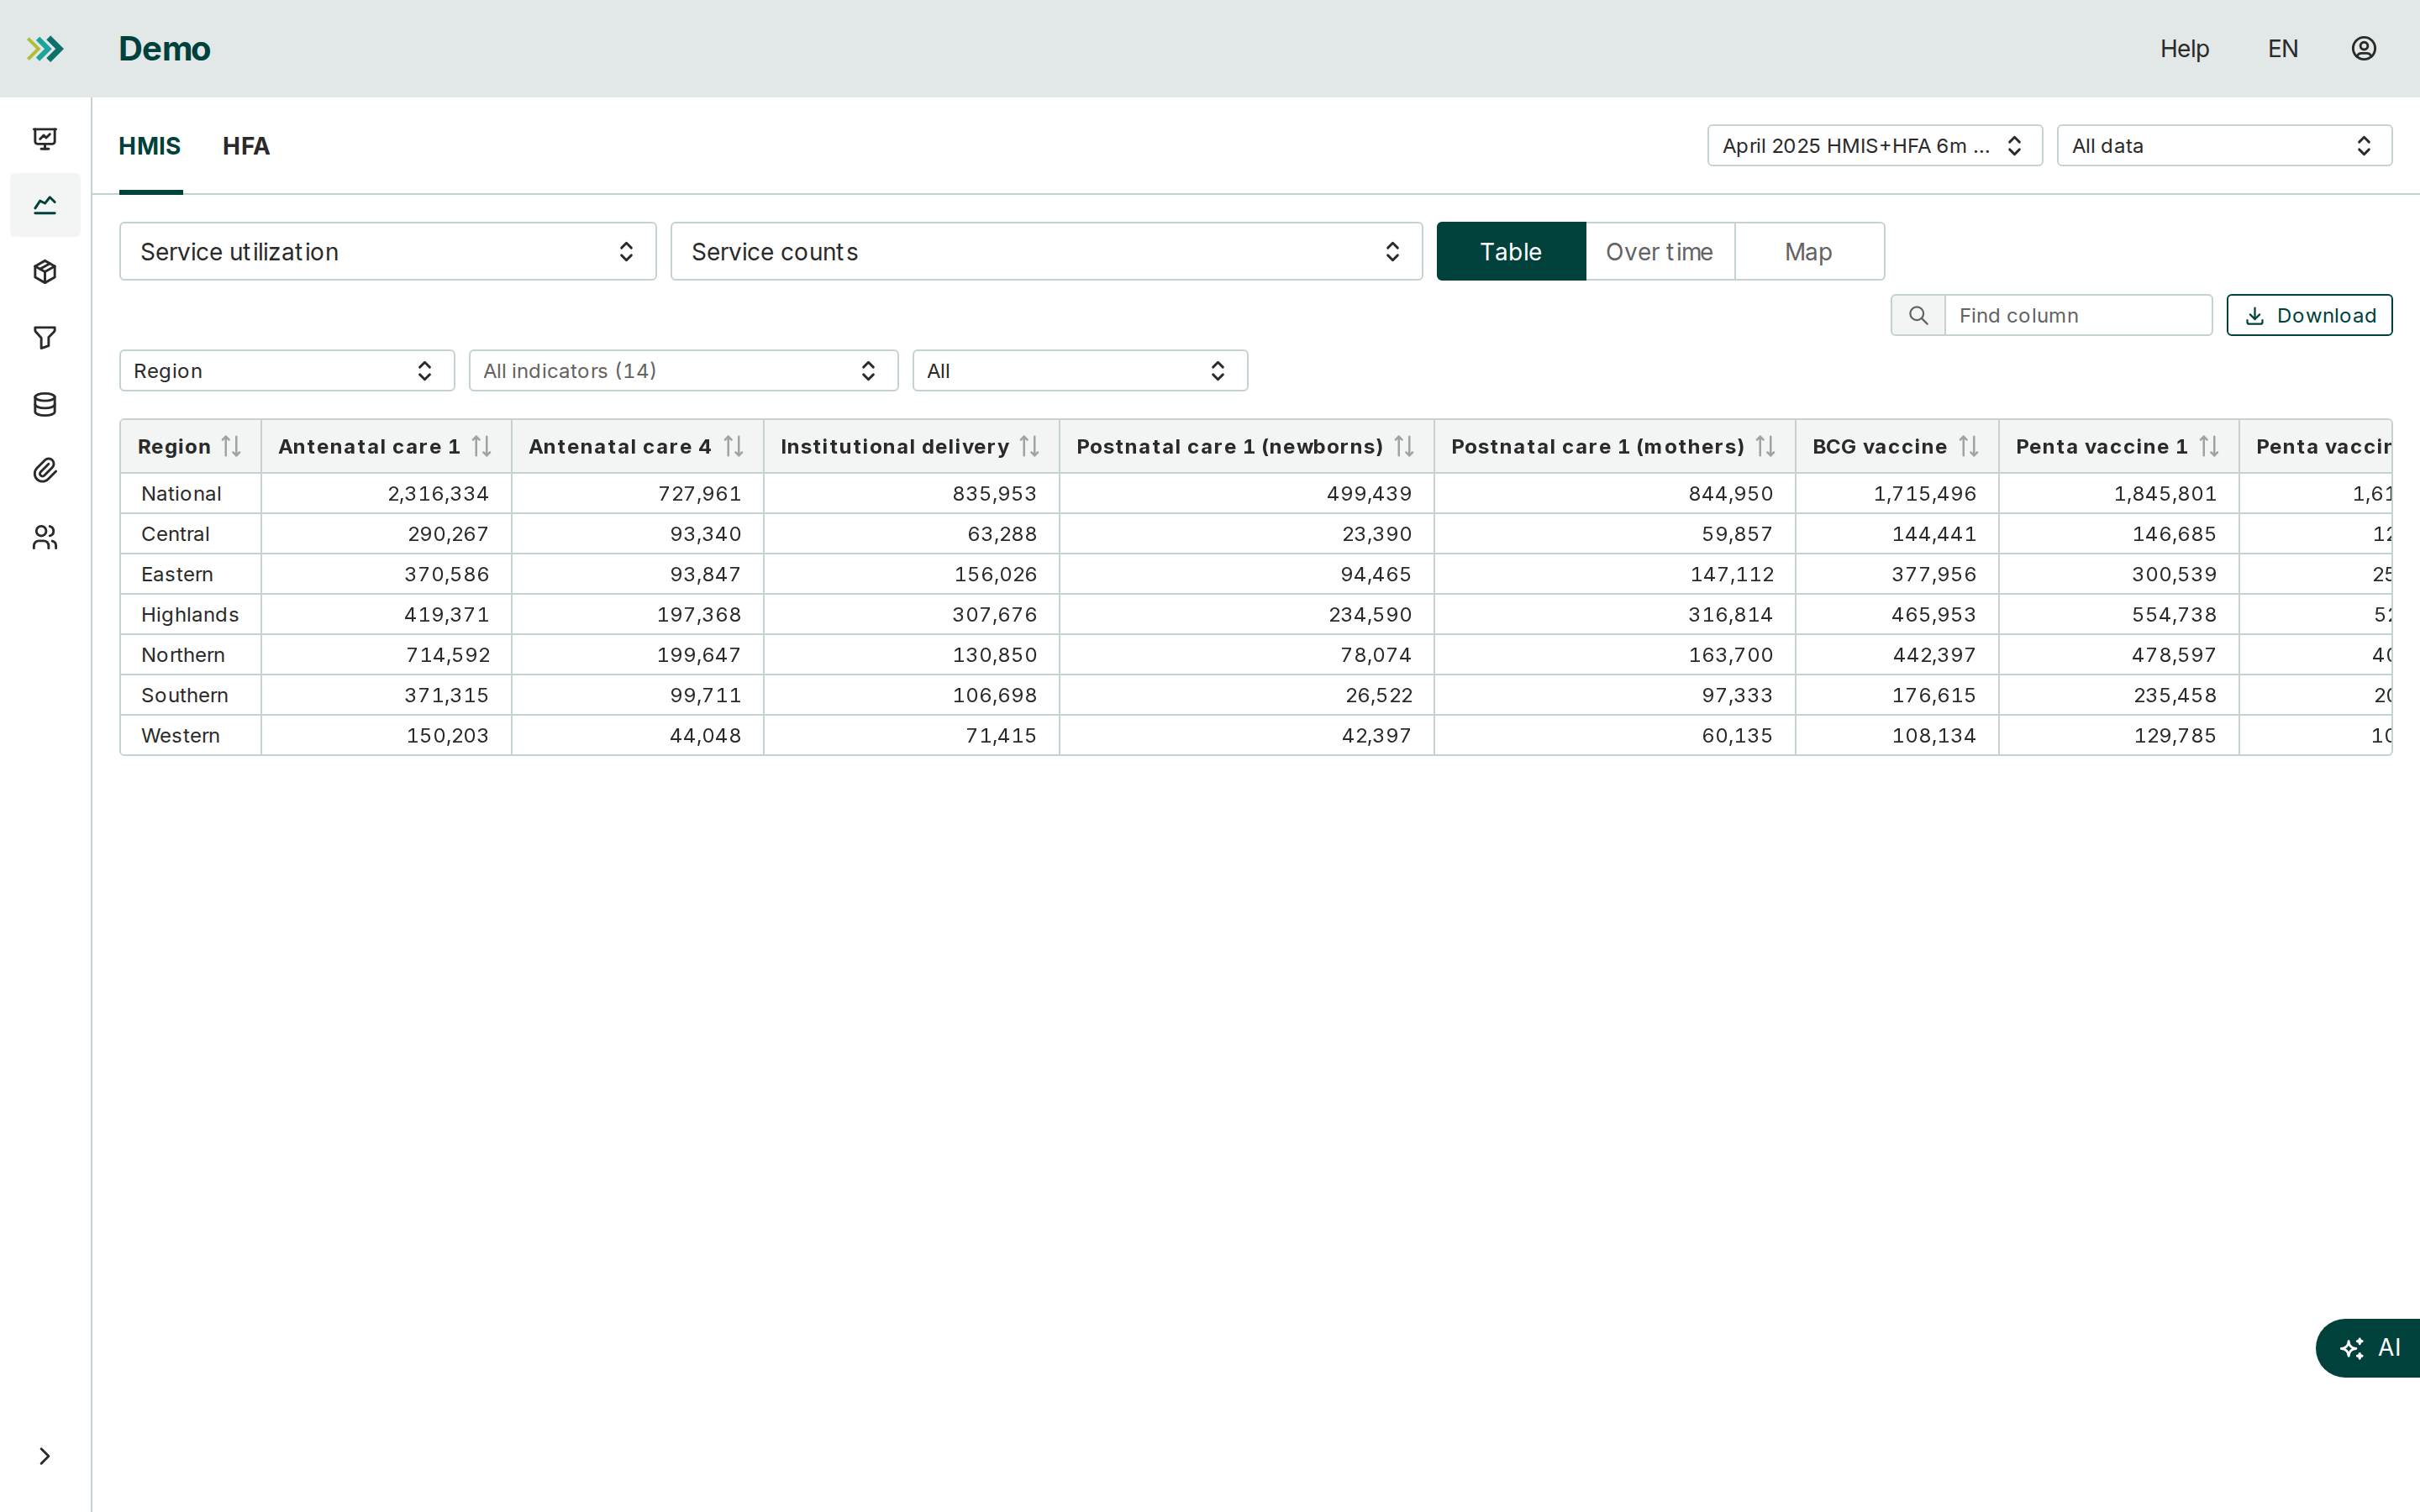 Demo
Help
EN
HMIS
HFA
April 2025 HMIS+HFA 6m ...
All data
Service utilization
Service counts
Table
Over time
Map
Find column
Download
Region
All indicators (14)
All
Region Antenatal care 1 Antenatal care 4 Institutional delivery Postnatal care 1 (newborns) Postnatal care 1 (mothers) BCG vaccine Penta vaccine 1 Penta
National 2,316,334 727,961 835,953 499,439 844,950 1,715,496 1,845,801
Central 290,267 93,340 63,288 23,390 59,857 144,441 146,685
Eastern 370,586 93,847 156,026 94,465 147,112 377,956 300,539
Highlands 419,371 197,368 307,676 234,590 316,814 465,953 554,738
Northern 714,592 199,647 130,850 78,074 163,700 442,397 478,597
Southern 371,315 99,711 106,698 26,522 97,333 176,615 235,458
Western 150,203 44,048 71,415 42,397 60,135 108,134 129,785
AI